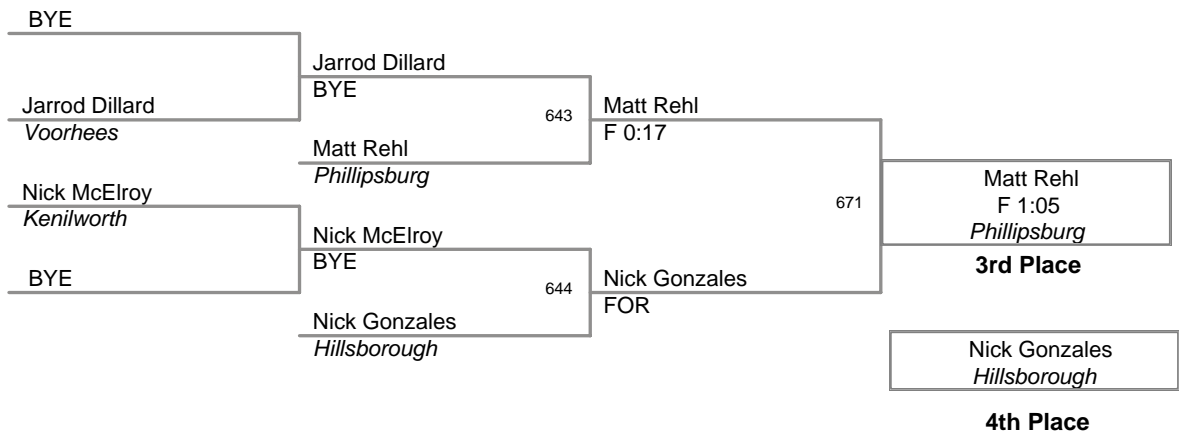 BYE
Jarrod Dillard
BYE
Jarrod Dillard
Voorhees
643
Matt Rehl
F 0:17
Matt Rehl
Phillipsburg
Nick McElroy
Kenilworth
671
Matt Rehl
F 1:05
Phillipsburg
3rd Place
Nick McElroy
BYE
BYE
644
Nick Gonzales
FOR
Nick Gonzales
Hillsborough
Nick Gonzales
Hillsborough
4th Place